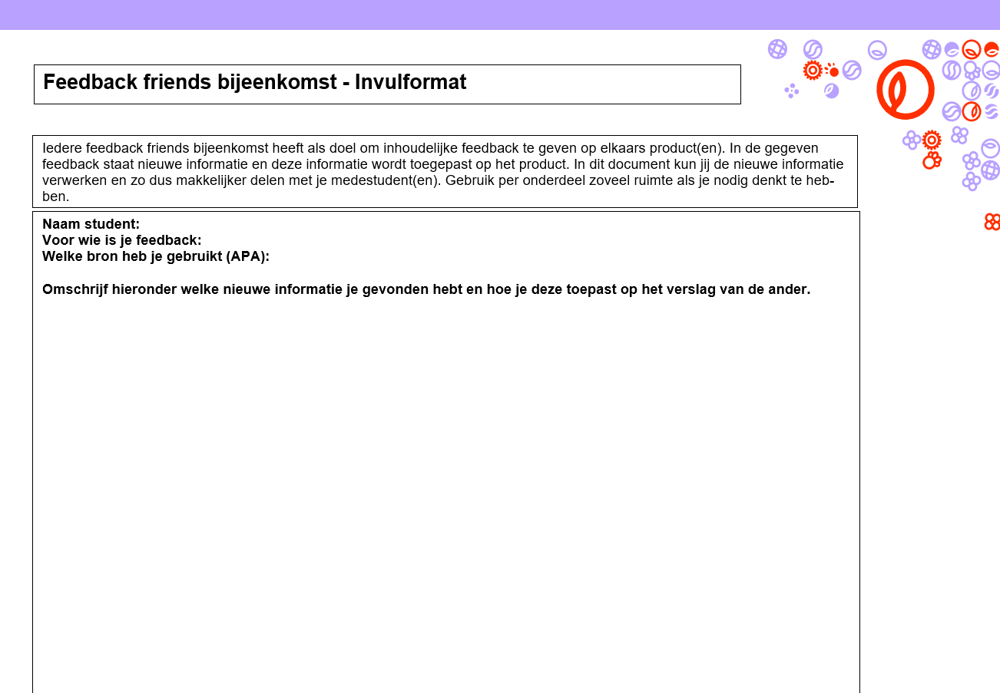 Feedback friends bijeenkomst - Invulformat
Iedere feedback friends bijeenkomst heeft als doel om inhoudelijke feedback te geven op elkaars product(en). In de gegeven
feedback staat nieuwe informatie en deze informatie wordt toegepast op het product. In dit document kun jij de nieuwe informatie
verwerken en zo dus makkelijker delen met je medestudent(en). Gebruik per onderdeel zoveel ruimte als je nodig denkt te heb-
ben.
Naam student:
Voor wie is je feedback:
Welke bron heb je gebruikt (APA):
Omschrijf hieronder welke nieuwe informatie je gevonden hebt en hoe je deze toepast op het verslag van de ander.